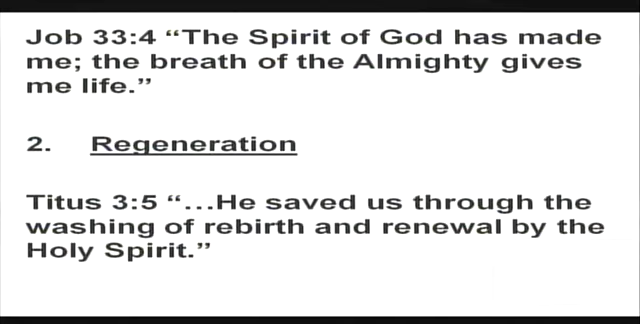 Job 33:4 “The Spirit of God has made
me; the breath of the Almighty gives
me life.”
2. Regeneration
Titus 3:5 “…He saved us through the
washing of rebirth and renewal by the
Holy Spirit.”